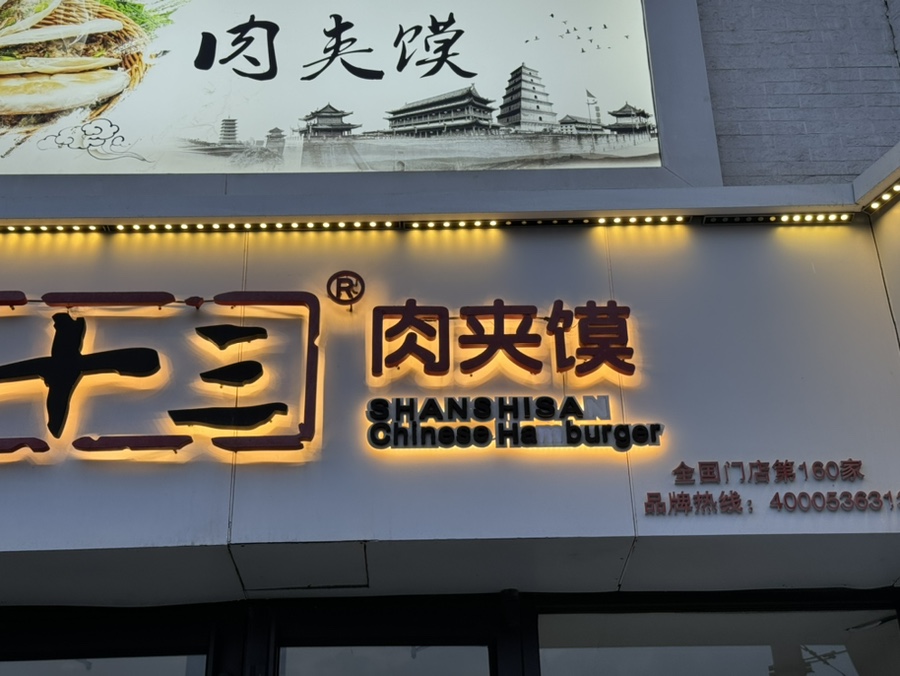 肉夹馍
十三
®
肉夹馍
SHANSHISAN
Chinese Hamburger
全国门店第160家
品牌热线：4000536313